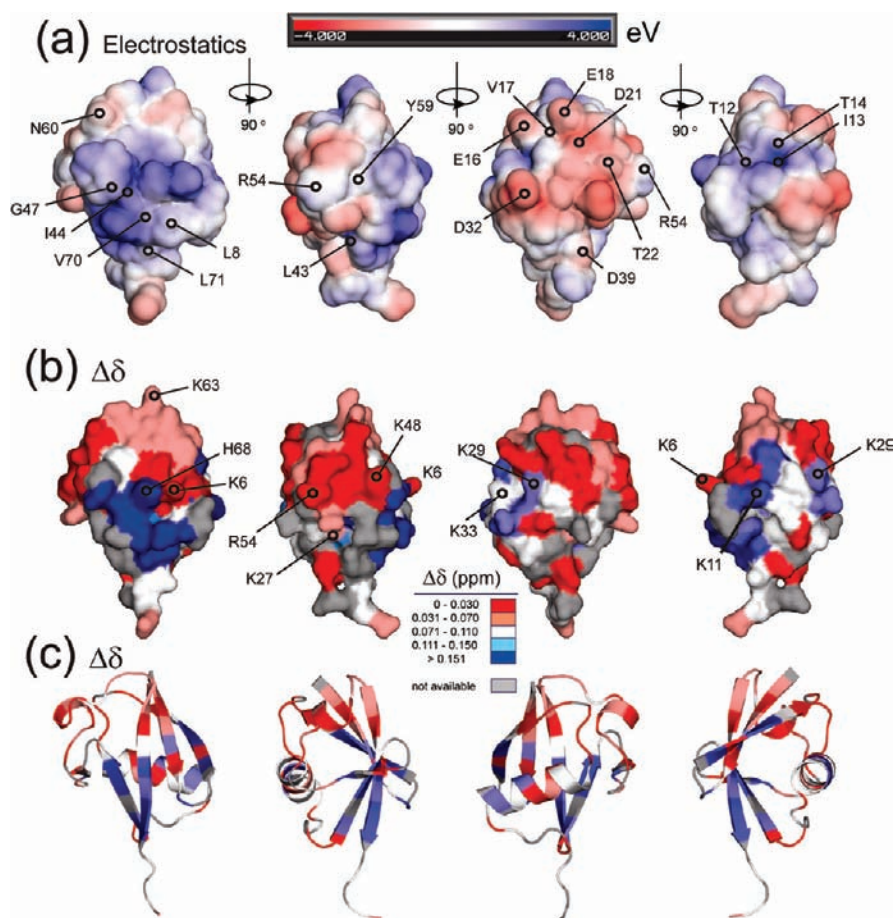 (a) Electrostatics
-4.000 4.000 eV
90° 90° 90°
N60 G47 I44 V70 L71 L8
R54 Y59 L43
V17 E18 D21 E16 D32 T22 D39 R54
T12 T14 I13
(b) Δδ
K63 H68 K6
K48 K6 R54 K27
K29 K33
K6 K29 K11
Δδ (ppm)
0 - 0.030
0.031 - 0.070
0.071 - 0.110
0.111 - 0.150
> 0.151
not available
(c) Δδ